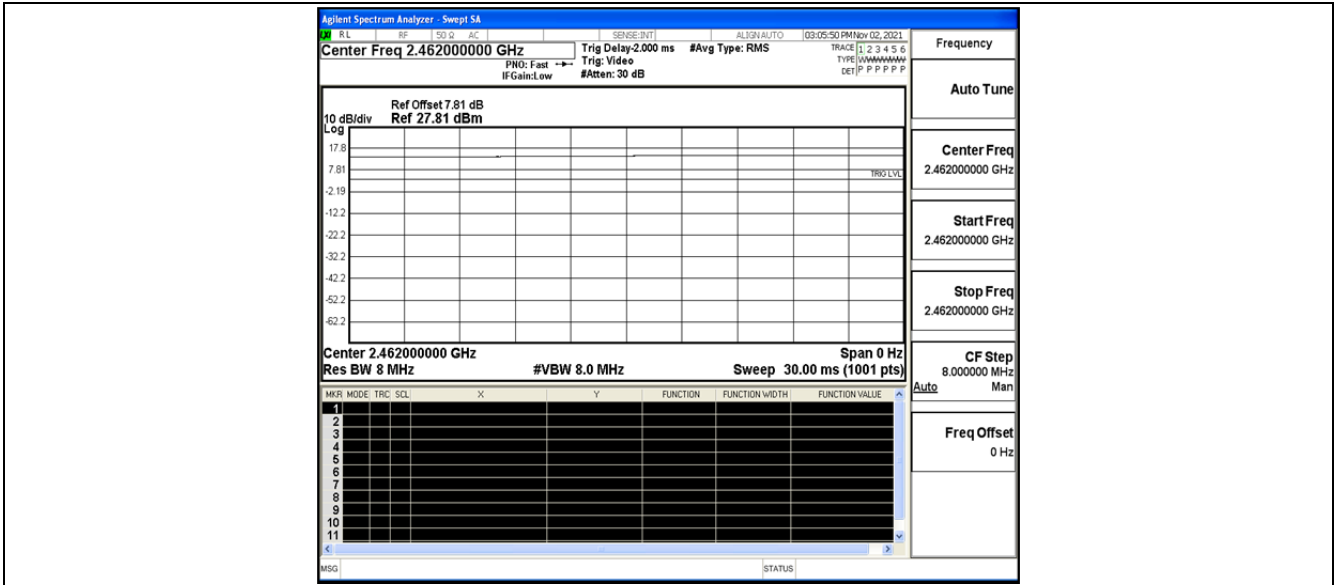 Agilent Spectrum Analyzer - Swept SA
RL RF 50 Ω AC SENSE:INT ALIGN AUTO 03:05:50 PM Nov 02, 2021
Center Freq 2.462000000 GHz
PNO: Fast
IFGain:Low
Trig Delay-2.000 ms
Trig: Video
#Atten: 30 dB
#Avg Type: RMS
TRACE 1 2 3 4 5 6
TYPE
DET P P P P P P
Ref Offset 7.81 dB
10 dB/div Ref 27.81 dBm
Log
17.8
7.81
TRIG LVL
-2.19
-12.2
-22.2
-32.2
-42.2
-52.2
-62.2
Center 2.462000000 GHz Span 0 Hz
Res BW 8 MHz #VBW 8.0 MHz Sweep 30.00 ms (1001 pts)
MKR MODE TRC SCL X Y FUNCTION FUNCTION WIDTH FUNCTION VALUE
1
2
3
4
5
6
7
8
9
10
11
MSG STATUS
Frequency
Auto Tune
Center Freq
2.462000000 GHz
Start Freq
2.462000000 GHz
Stop Freq
2.462000000 GHz
CF Step
8.000000 MHz
Auto Man
Freq Offset
0 Hz